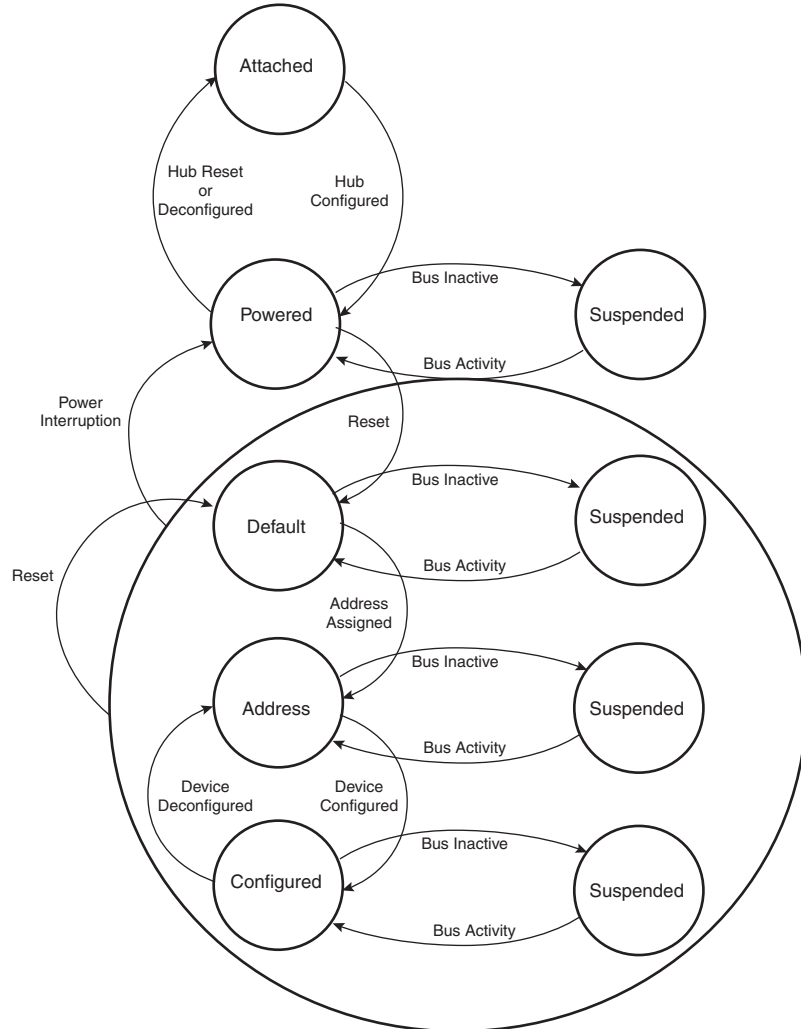 Attached
Hub Reset
or
Deconfigured
Hub
Configured
Bus Inactive
Powered
Suspended
Bus Activity
Power
Interruption
Reset
Bus Inactive
Default
Suspended
Bus Activity
Reset
Address
Assigned
Bus Inactive
Address
Suspended
Bus Activity
Device
Deconfigured
Device
Configured
Bus Inactive
Configured
Suspended
Bus Activity